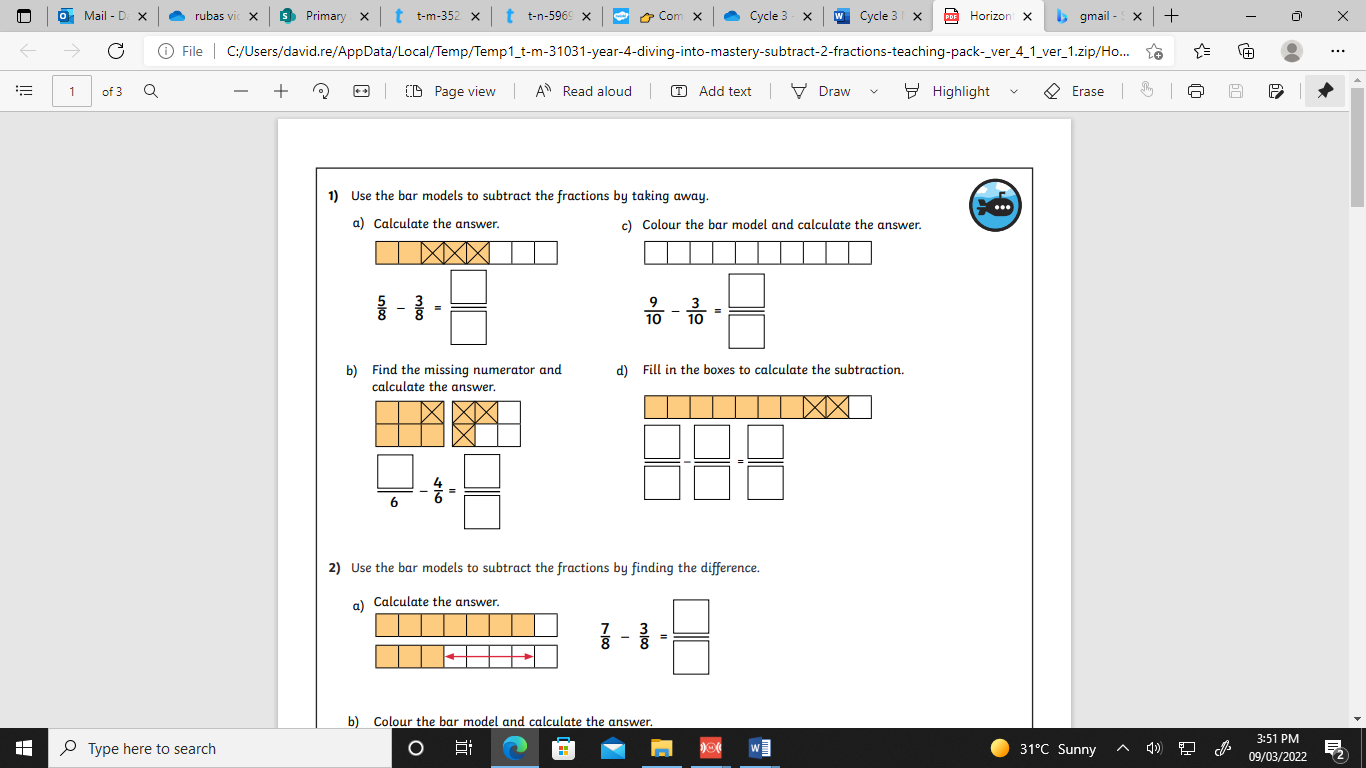 Mail - Da
rubas vid
Primary
t-m-352
t-n-5969
Com
Cycle 3 -
Cycle 3 M
Horizon
gmail - S
File
C:/Users/david.re/AppData/Local/Temp/Temp1_t-m-31031-year-4-diving-into-mastery-subtract-2-fractions-teaching-pack-_ver_4_1_ver_1.zip/Ho...
1 of 3
Page view
Read aloud
Add text
Draw
Highlight
Erase
1) Use the bar models to subtract the fractions by taking away.
a) Calculate the answer.
5/8 – 3/8 =
c) Colour the bar model and calculate the answer.
9/10 – 3/10 =
b) Find the missing numerator and
calculate the answer.
/6 – 4/6 =
d) Fill in the boxes to calculate the subtraction.
– =
2) Use the bar models to subtract the fractions by finding the difference.
a) Calculate the answer.
7/8 – 3/8 =
b) Colour the bar model and calculate the answer.
Type here to search
31°C Sunny
3:51 PM
09/03/2022
2